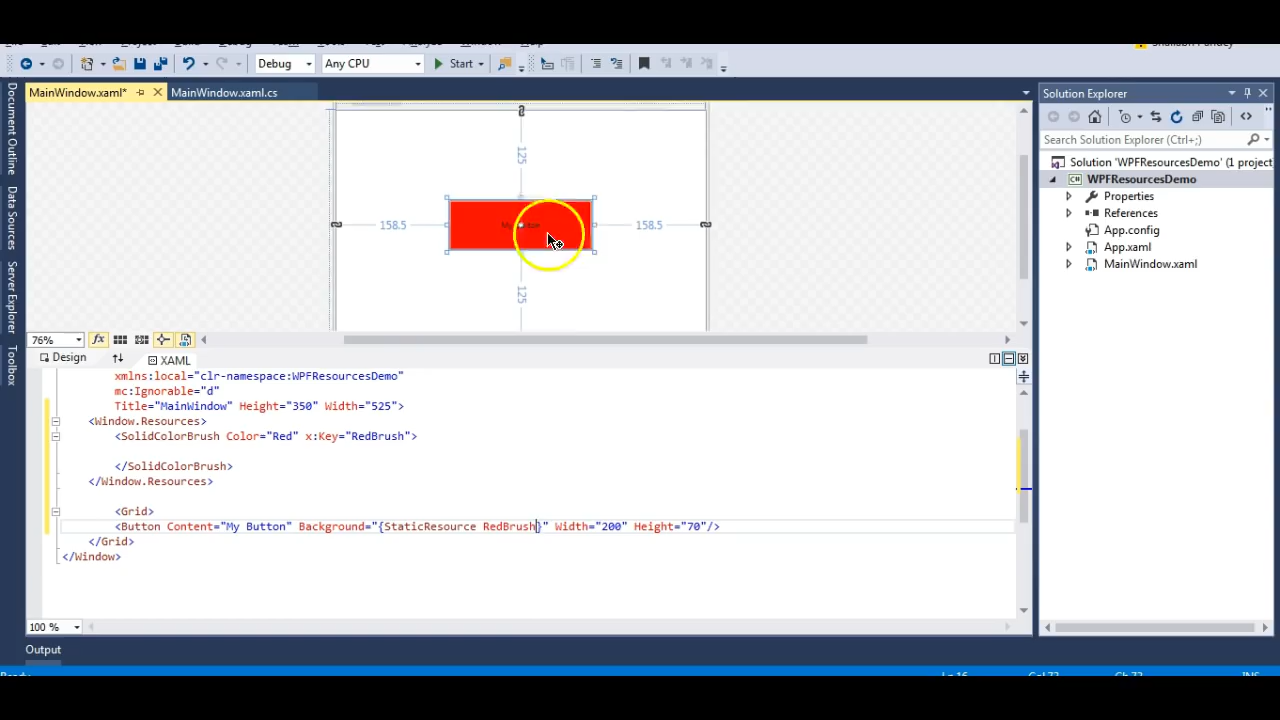 Debug
Any CPU
Start
MainWindow.xaml*
MainWindow.xaml.cs
Solution Explorer
Search Solution Explorer (Ctrl+;)
Solution 'WPFResourcesDemo' (1 project
WPFResourcesDemo
Properties
References
App.config
App.xaml
MainWindow.xaml
Document Outline
Data Sources
Server Explorer
Toolbox
125
158.5
158.5
125
76%
Design
XAML
xmlns:local="clr-namespace:WPFResourcesDemo"
mc:Ignorable="d"
Title="MainWindow" Height="350" Width="525">
<Window.Resources>
<SolidColorBrush Color="Red" x:Key="RedBrush">
</SolidColorBrush>
</Window.Resources>
<Grid>
<Button Content="My Button" Background="{StaticResource RedBrush}" Width="200" Height="70"/>
</Grid>
</Window>
100 %
Output